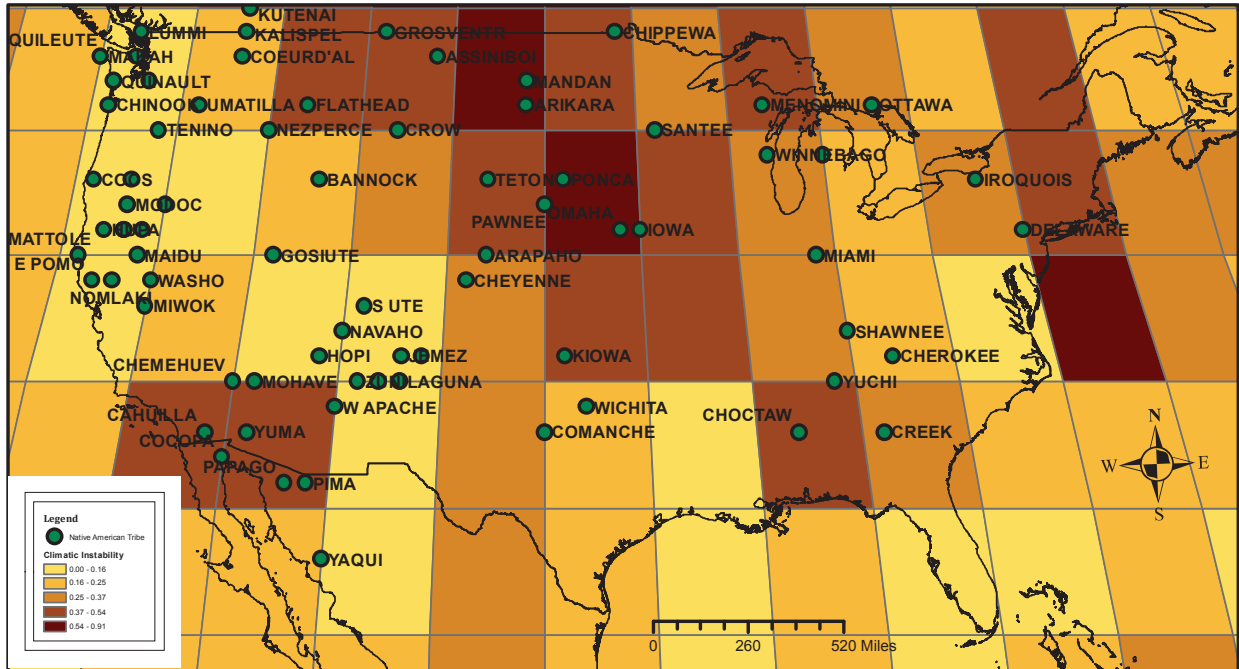 KUTENAI
QUILEUTE LUMMI KALISPEL GROSVENTR CHIPPEWA
MAKAH COEURD'AL ASSINIBOI
QUINAULT MANDAN
CHINOOK UMATILLA FLATHEAD ARIKARA MENOMINI OTTAWA
TENINO NEZPERCE CROW SANTEE
WINNEBAGO
COOS BANNOCK TETON PONCA IROQUOIS
MODOC OMAHA
PAWNEE
HUPA IOWA DELAWARE
MATTOLE
E POMO MAIDU GOSIUTE ARAPAHO MIAMI
WASHO CHEYENNE
NOMLAKI
MIWOK S UTE
NAVAHO SHAWNEE
HOPI JEMEZ KIOWA CHEROKEE
CHEMEHUEV
MOHAVE ZUNI LAGUNA YUCHI
W APACHE WICHITA
CAHUILLA CHOCTAW
N
COCOPA YUMA COMANCHE CREEK
W E
PAPAGO
PIMA
S
YAQUI
Legend
Native American Tribe
Climatic Instability
0.00 - 0.16
0.16 - 0.25
0.25 - 0.37
0.37 - 0.54
0.54 - 0.91
0 260 520 Miles